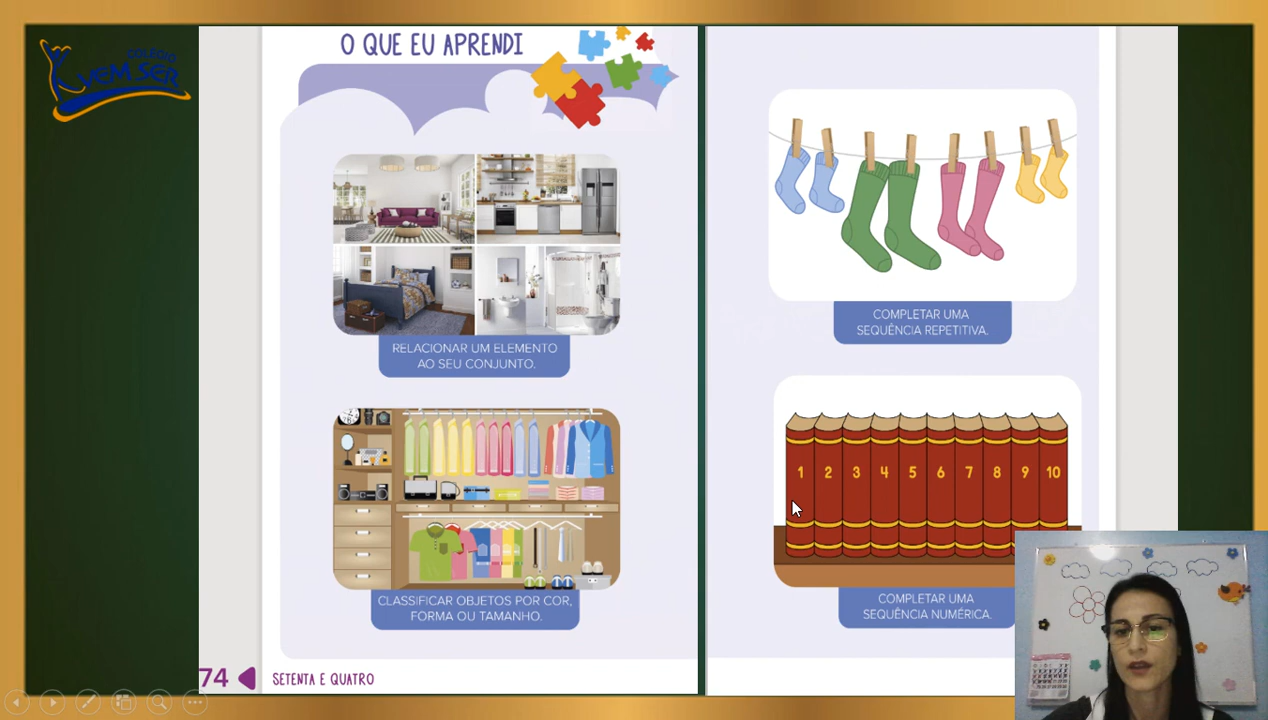 COLÉGIO
VEM SER
O QUE EU APRENDI
RELACIONAR UM ELEMENTO
AO SEU CONJUNTO.
CLASSIFICAR OBJETOS POR COR,
FORMA OU TAMANHO.
74
SETENTA E QUATRO
COMPLETAR UMA
SEQUÊNCIA REPETITIVA.
1 2 3 4 5 6 7 8 9 10
COMPLETAR UMA
SEQUÊNCIA NUMÉRICA.